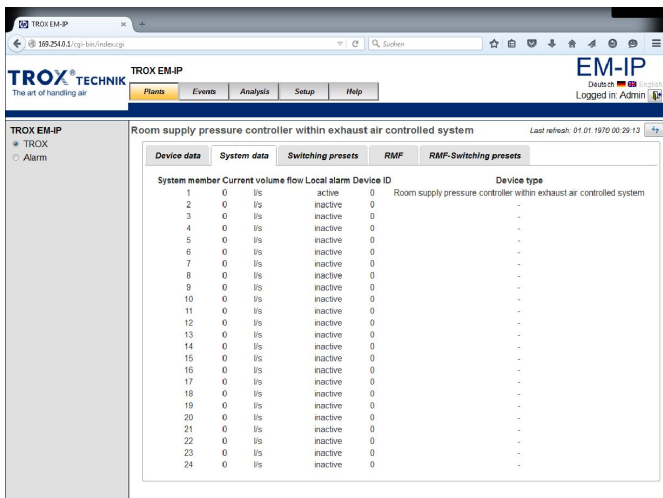 TROX EM-IP
169.254.0.1/cgi-bin/index.cgi
Suchen
TROX® TECHNIK
The art of handling air
TROX EM-IP
EM-IP
Deutsch English
Logged in: Admin
Plants Events Analysis Setup Help
TROX EM-IP
TROX
Alarm
Room supply pressure controller within exhaust air controlled system
Last refresh: 01.01.1970 00:29:13
Device data System data Switching presets RMF RMF-Switching presets
System member Current volume flow Local alarm Device ID Device type
1 0 l/s active 0 Room supply pressure controller within exhaust air controlled system
2 0 l/s inactive 0 -
3 0 l/s inactive 0 -
4 0 l/s inactive 0 -
5 0 l/s inactive 0 -
6 0 l/s inactive 0 -
7 0 l/s inactive 0 -
8 0 l/s inactive 0 -
9 0 l/s inactive 0 -
10 0 l/s inactive 0 -
11 0 l/s inactive 0 -
12 0 l/s inactive 0 -
13 0 l/s inactive 0 -
14 0 l/s inactive 0 -
15 0 l/s inactive 0 -
16 0 l/s inactive 0 -
17 0 l/s inactive 0 -
18 0 l/s inactive 0 -
19 0 l/s inactive 0 -
20 0 l/s inactive 0 -
21 0 l/s inactive 0 -
22 0 l/s inactive 0 -
23 0 l/s inactive 0 -
24 0 l/s inactive 0 -